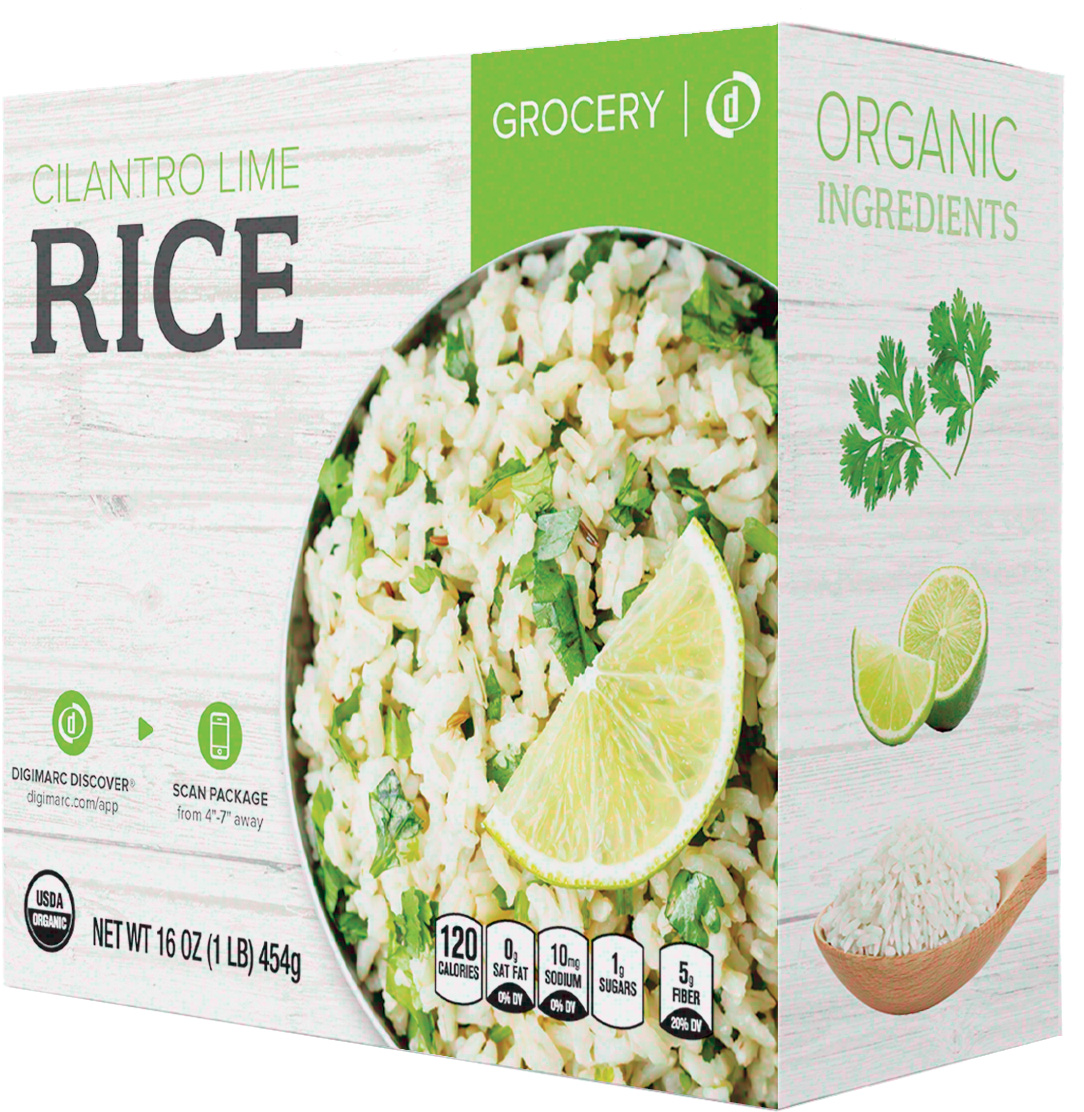 GROCERY | d
CILANTRO LIME
RICE
d
DIGIMARC DISCOVER®
digimarc.com/app
SCAN PACKAGE
from 4"-7" away
USDA
ORGANIC
NET WT 16 OZ (1 LB) 454g
120
CALORIES
0g
SAT FAT
0% DV
10mg
SODIUM
0% DV
1g
SUGARS
5g
FIBER
20% DV
ORGANIC
INGREDIENTS